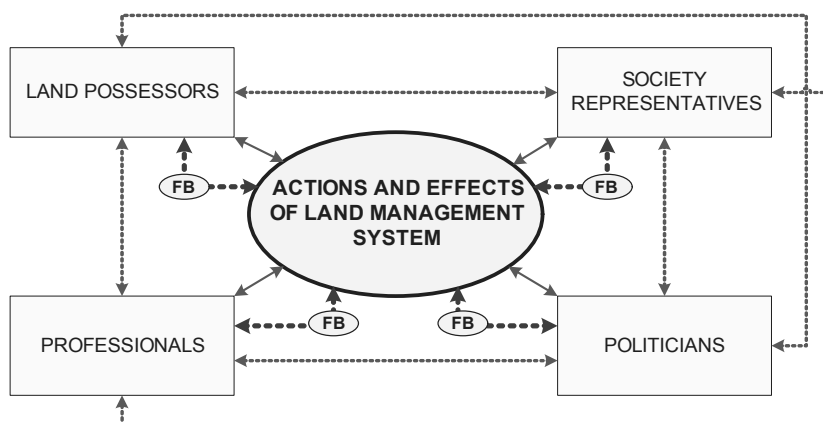 LAND POSSESSORS
SOCIETY
REPRESENTATIVES
FB
FB
ACTIONS AND EFFECTS
OF LAND MANAGEMENT
SYSTEM
FB
FB
PROFESSIONALS
POLITICIANS